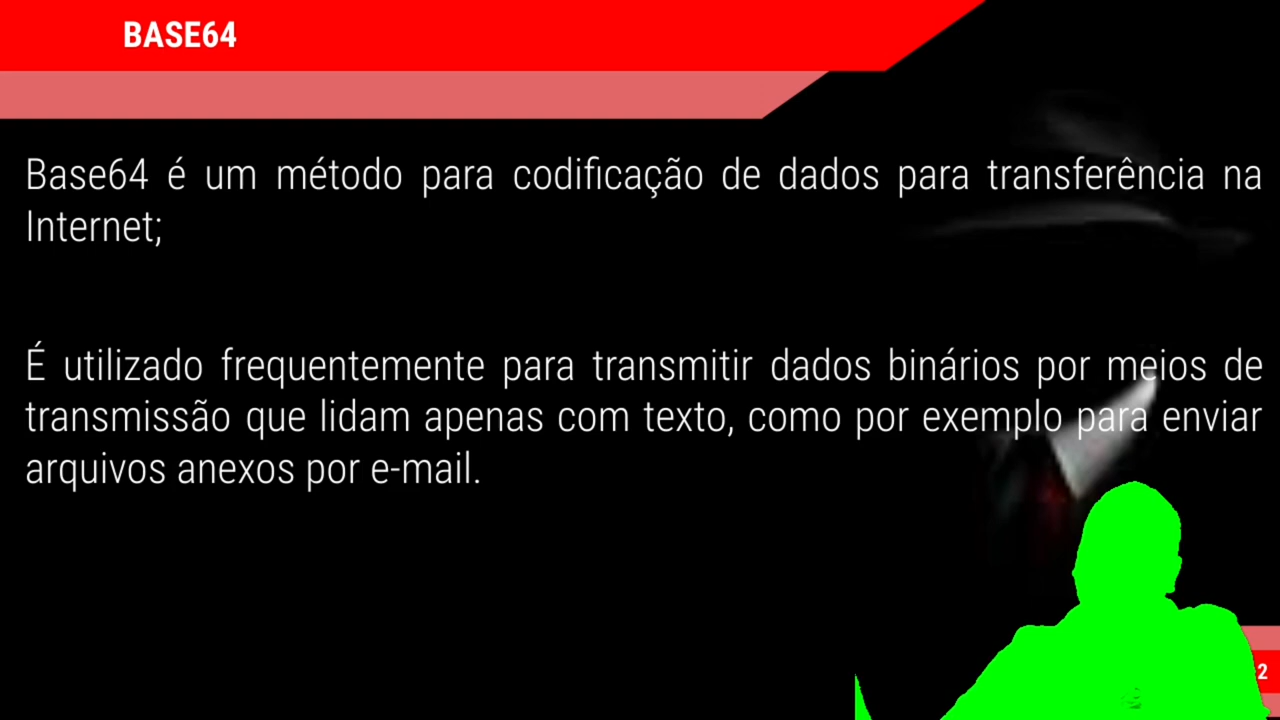 BASE64
Base64 é um método para codificação de dados para transferência na
Internet;
É utilizado frequentemente para transmitir dados binários por meios de
transmissão que lidam apenas com texto, como por exemplo para enviar
arquivos anexos por e-mail.
2